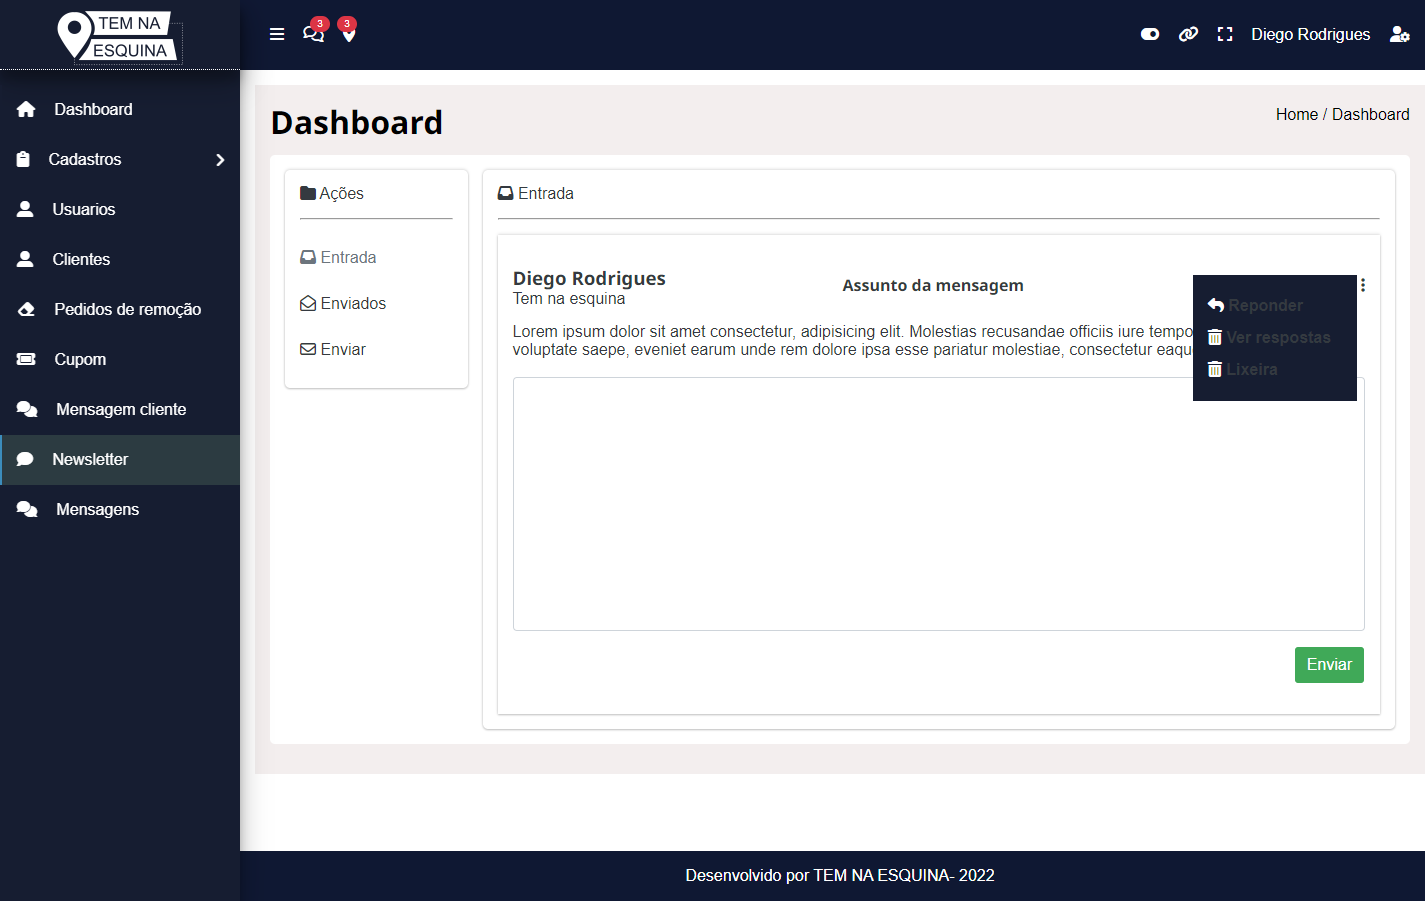 TEM NA
ESQUINA
3
3
Diego Rodrigues
Dashboard
Cadastros
Usuarios
Clientes
Pedidos de remoção
Cupom
Mensagem cliente
Newsletter
Mensagens
Dashboard
Home / Dashboard
Ações
Entrada
Enviados
Enviar
Entrada
Diego Rodrigues
Tem na esquina
Assunto da mensagem
Reponder
Ver respostas
Lixeira
Lorem ipsum dolor sit amet consectetur, adipisicing elit. Molestias recusandae officiis iure tempo
voluptate saepe, eveniet earum unde rem dolore ipsa esse pariatur molestiae, consectetur eaqu
Enviar
Desenvolvido por TEM NA ESQUINA- 2022